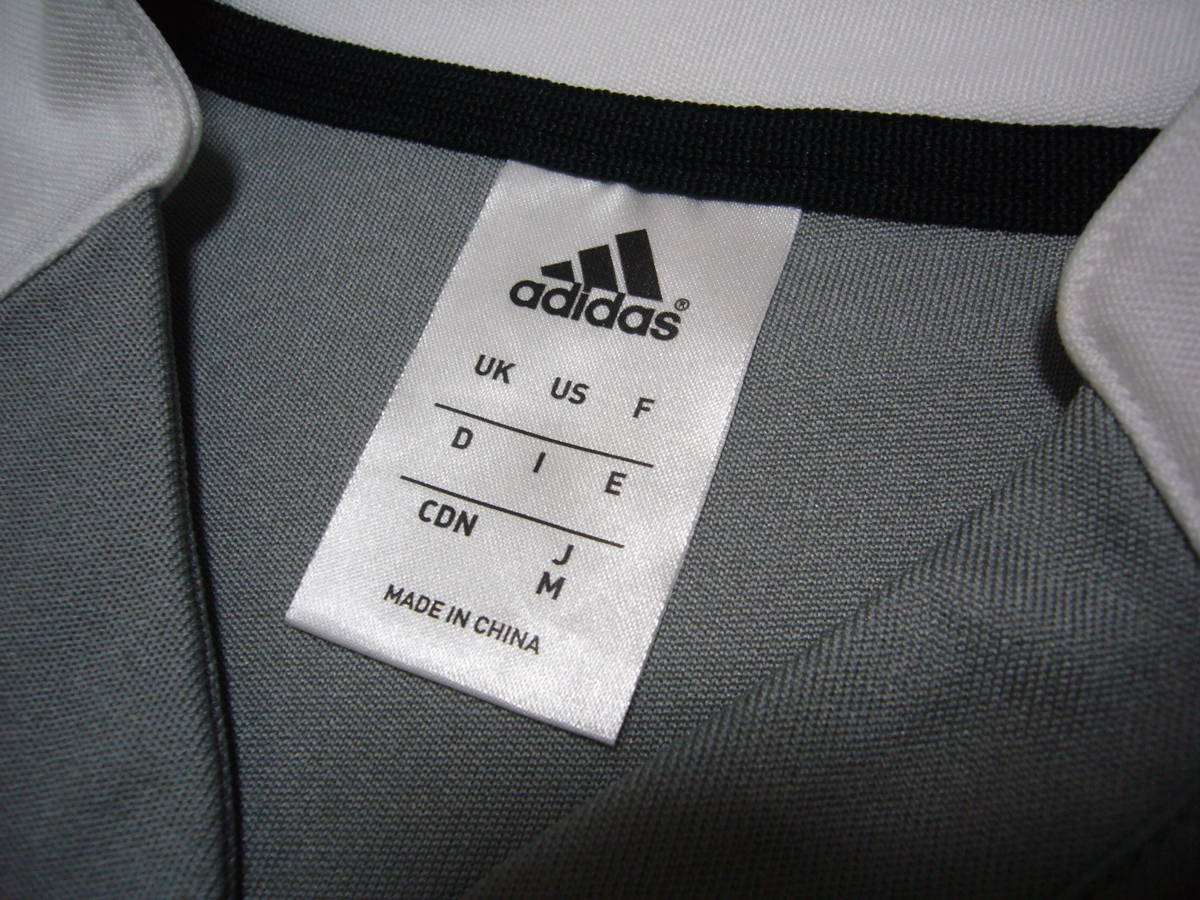 adidas®
UK US F
D I E
CDN J
M
MADE IN CHINA